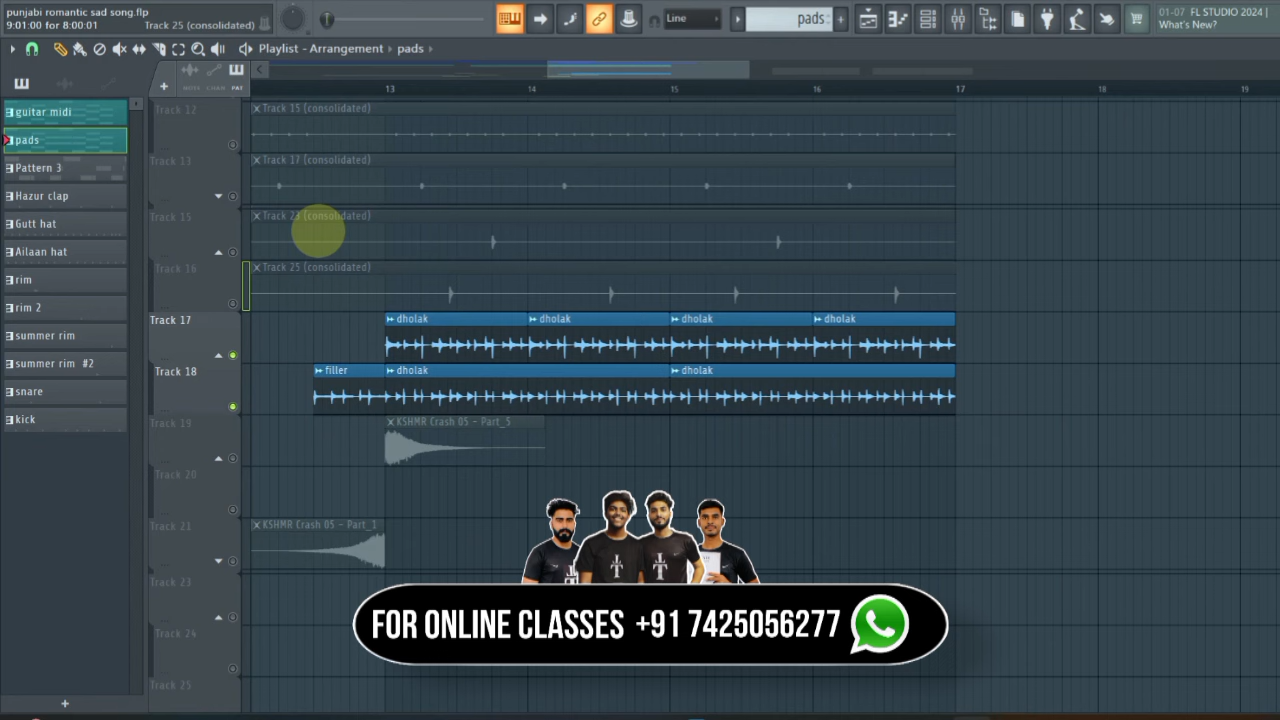 punjabi romantic sad song.flp
9:01:00 for 8:00:01 Track 25 (consolidated)
Line
pads
01-07 FL STUDIO 2024 |
What's New?
Playlist - Arrangement pads
13 14 15 16 17 18 19
guitar midi
pads
Pattern 3
Hazur clap
Gutt hat
Ailaan hat
rim
rim 2
summer rim
summer rim #2
snare
kick
Track 12
Track 15 (consolidated)
Track 13
Track 17 (consolidated)
Track 15
Track 23 (consolidated)
Track 16
Track 25 (consolidated)
Track 17
dholak dholak dholak dholak
Track 18
filler dholak dholak
Track 19
KSHMR Crash 05 - Part_5
Track 20
Track 21
KSHMR Crash 05 - Part_1
Track 23
Track 24
Track 25
FOR ONLINE CLASSES +91 7425056277